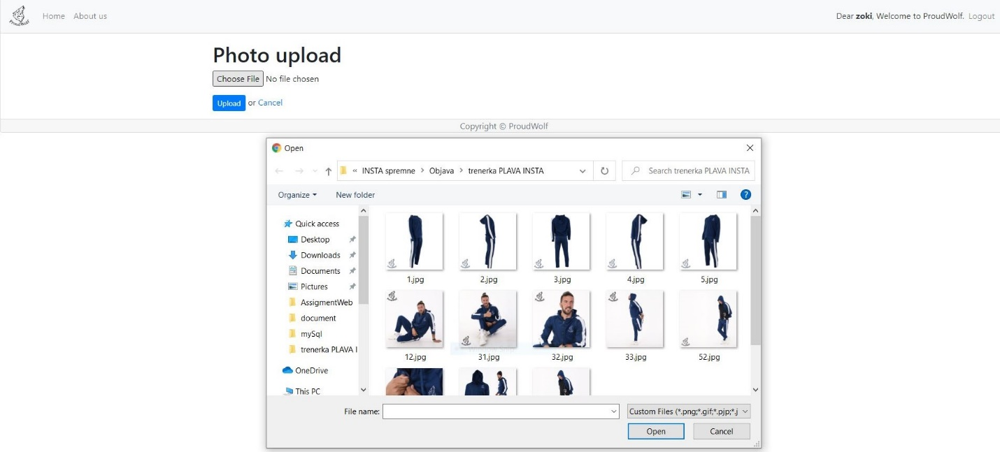 ProudWolf
Home About us
Dear zoki, Welcome to ProudWolf. Logout
Photo upload
Choose File No file chosen
Upload or Cancel
Copyright © ProudWolf
Open
« INSTA spremne > Objava > trenerka PLAVA INSTA
Search trenerka PLAVA INSTA
Organize New folder
?
Quick access
Desktop
Downloads
Documents
Pictures
AssigmentWeb
document
mySql
trenerka PLAVA I
OneDrive
This PC
1.jpg 2.jpg 3.jpg 4.jpg 5.jpg
12.jpg 31.jpg 32.jpg 33.jpg 52.jpg
File name:
Custom Files (*.png;*.gif;*.pjp;*.j
Open Cancel